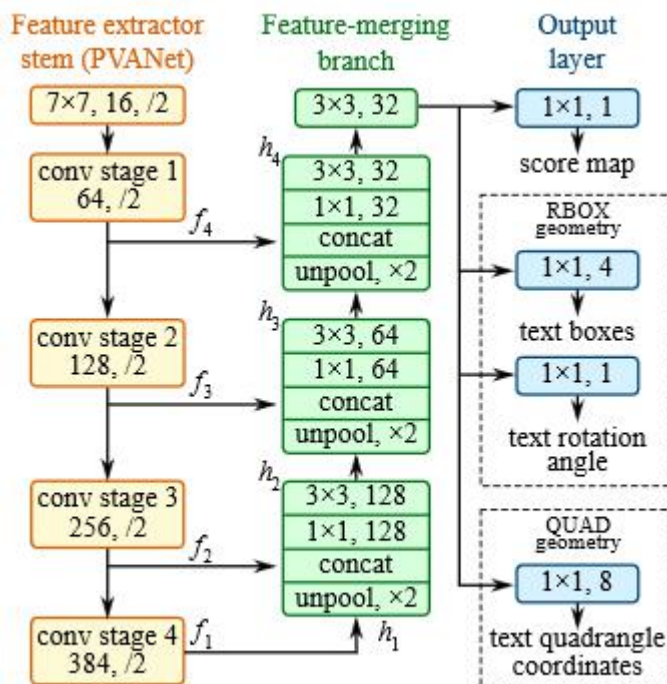 Feature extractor
stem (PVANet)
7×7, 16, /2
conv stage 1
64, /2
f4
conv stage 2
128, /2
f3
conv stage 3
256, /2
f2
conv stage 4
384, /2
f1
Feature-merging
branch
3×3, 32
h4
3×3, 32
1×1, 32
concat
unpool, ×2
h3
3×3, 64
1×1, 64
concat
unpool, ×2
h2
3×3, 128
1×1, 128
concat
unpool, ×2
h1
Output
layer
1×1, 1
score map
RBOX
geometry
1×1, 4
text boxes
1×1, 1
text rotation
angle
QUAD
geometry
1×1, 8
text quadrangle
coordinates